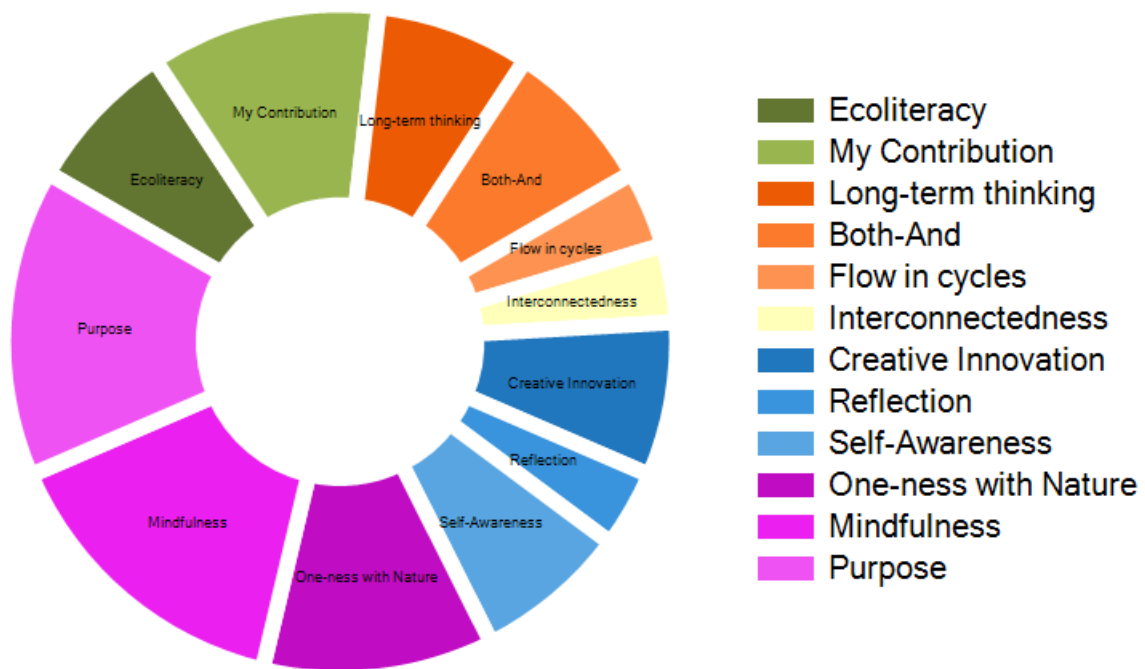 My Contribution
Long-term thinking
Ecoliteracy
Both-And
Flow in cycles
Interconnectedness
Purpose
Creative Innovation
Reflection
Mindfulness
Self-Awareness
One-ness with Nature
Ecoliteracy
My Contribution
Long-term thinking
Both-And
Flow in cycles
Interconnectedness
Creative Innovation
Reflection
Self-Awareness
One-ness with Nature
Mindfulness
Purpose